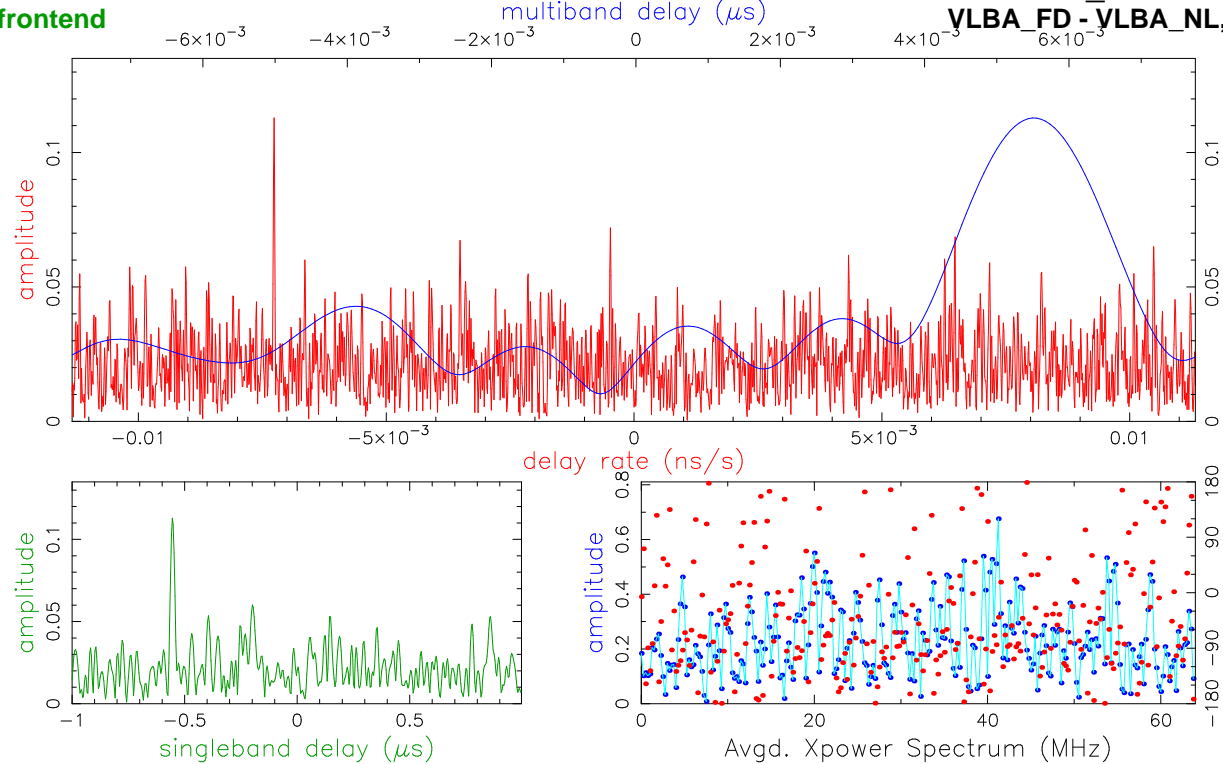 frontend
multiband delay (μs)
VLBA_FD - VLBA_NL,
−6×10⁻³ −4×10⁻³ −2×10⁻³ 0 2×10⁻³ 4×10⁻³ 6×10⁻³
amplitude
0 0.05 0.1
0 0.05 0.1
−0.01 −5×10⁻³ 0 5×10⁻³ 0.01
delay rate (ns/s)
amplitude
0 0.05 0.1
−1 −0.5 0 0.5
singleband delay (μs)
amplitude
0 0.2 0.4 0.6 0.8
−180 −90 0 90 180
0 20 40 60
Avgd. Xpower Spectrum (MHz)